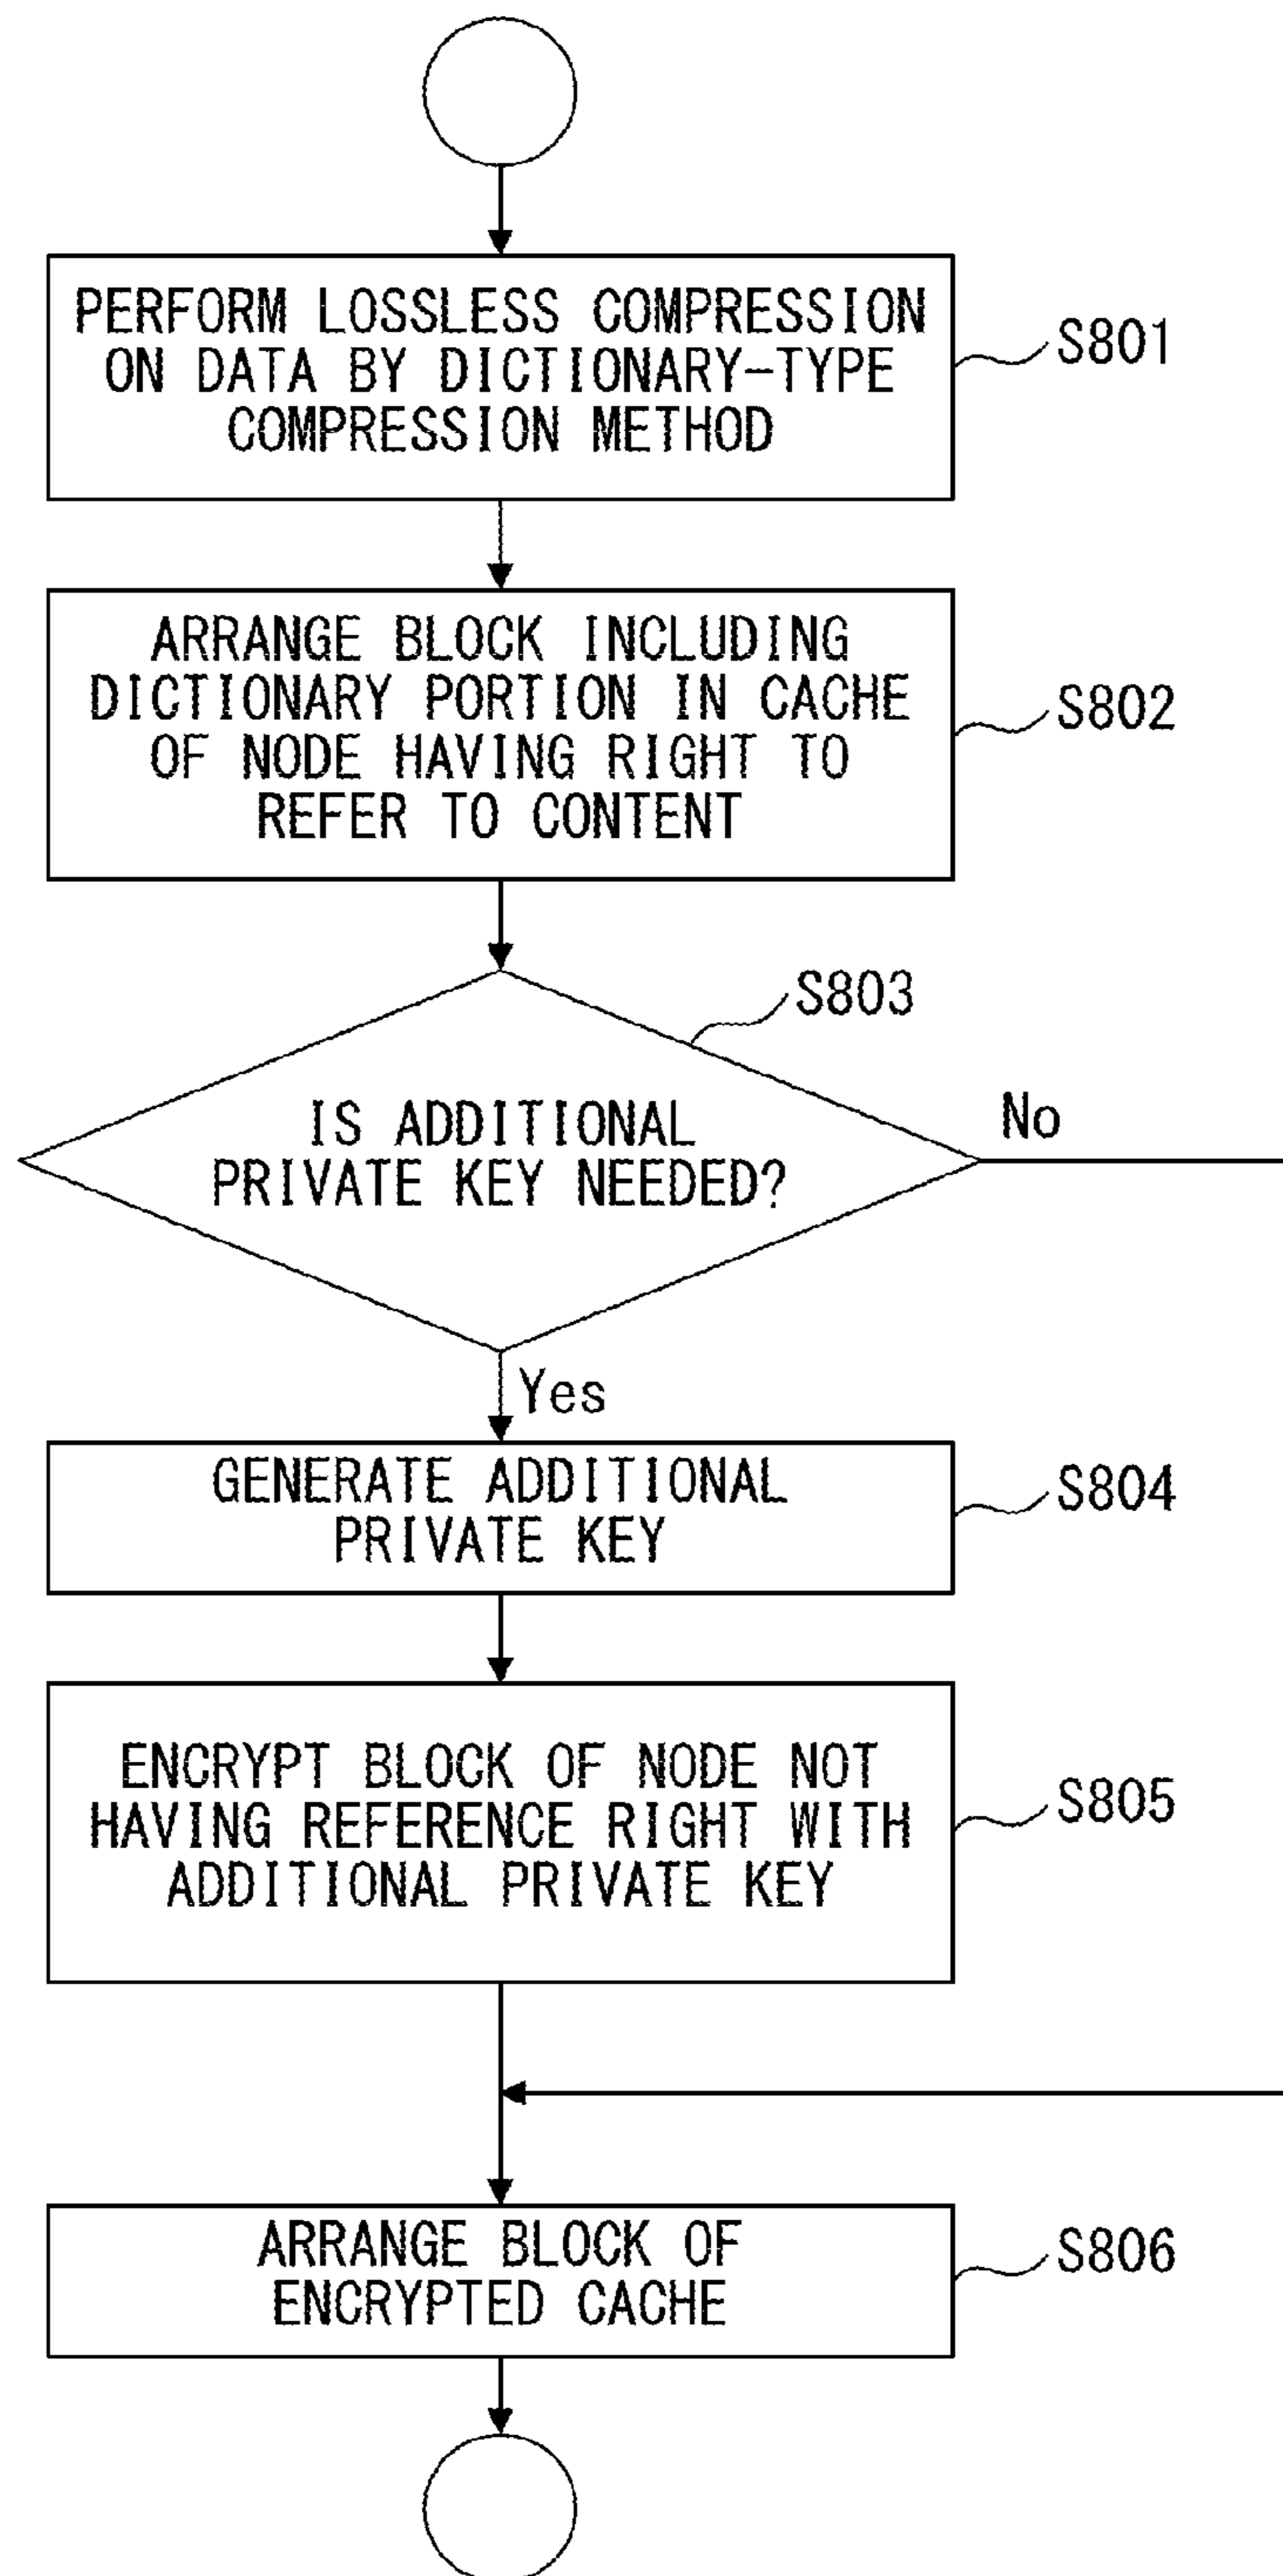 PERFORM LOSSLESS COMPRESSION
ON DATA BY DICTIONARY-TYPE
COMPRESSION METHOD
S801
ARRANGE BLOCK INCLUDING
DICTIONARY PORTION IN CACHE
OF NODE HAVING RIGHT TO
REFER TO CONTENT
S802
S803
IS ADDITIONAL
PRIVATE KEY NEEDED?
No
Yes
GENERATE ADDITIONAL
PRIVATE KEY
S804
ENCRYPT BLOCK OF NODE NOT
HAVING REFERENCE RIGHT WITH
ADDITIONAL PRIVATE KEY
S805
ARRANGE BLOCK OF
ENCRYPTED CACHE
S806